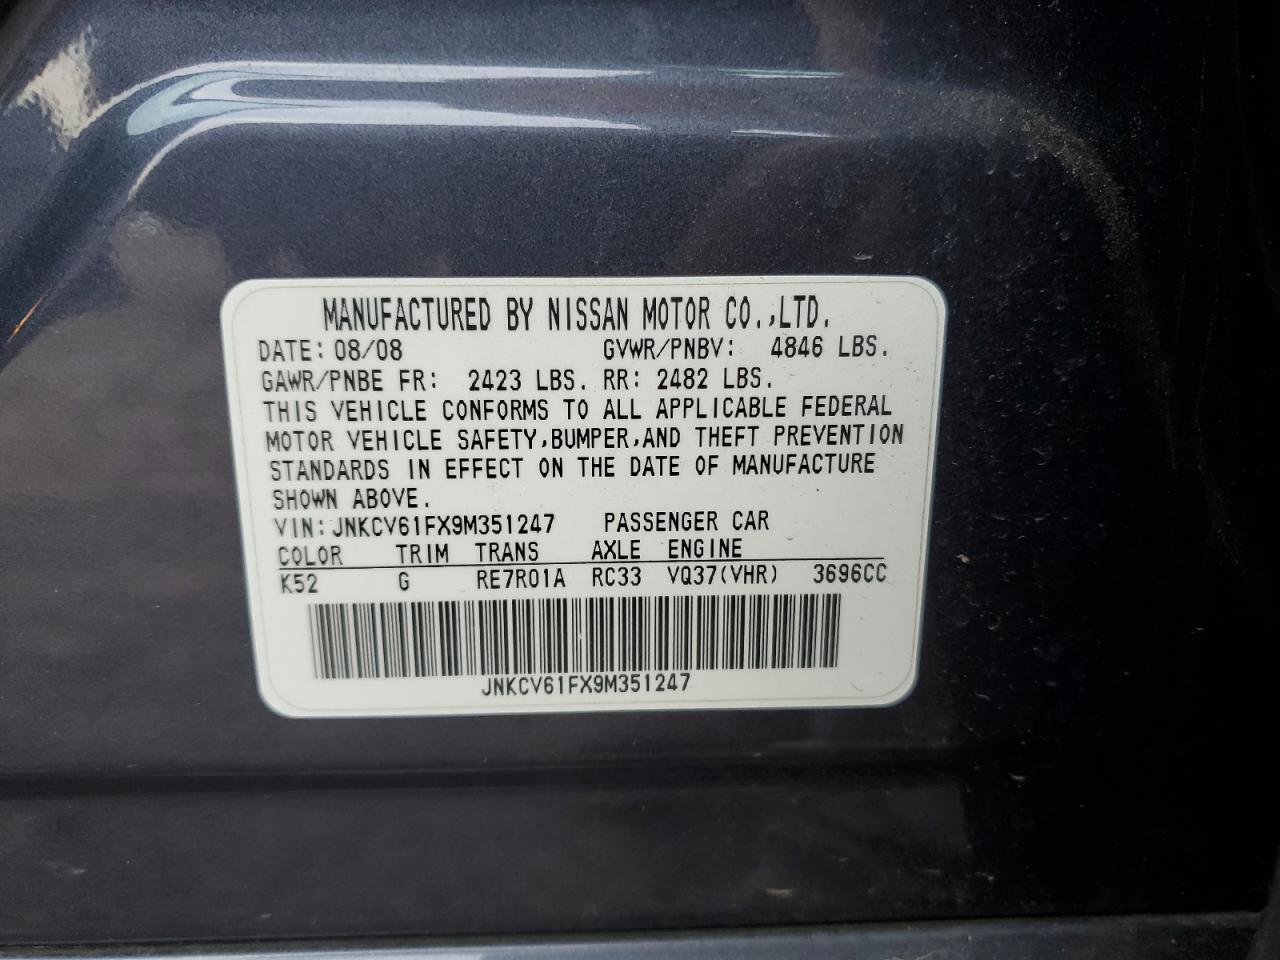 MANUFACTURED BY NISSAN MOTOR CO.,LTD.
DATE: 08/08 GVWR/PNBV: 4846 LBS.
GAWR/PNBE FR: 2423 LBS. RR: 2482 LBS.
THIS VEHICLE CONFORMS TO ALL APPLICABLE FEDERAL
MOTOR VEHICLE SAFETY,BUMPER,AND THEFT PREVENTION
STANDARDS IN EFFECT ON THE DATE OF MANUFACTURE
SHOWN ABOVE.
VIN:JNKCV61FX9M351247 PASSENGER CAR
COLOR TRIM TRANS AXLE ENGINE
K52 G RE7R01A RC33 VQ37(VHR) 3696CC
JNKCV61FX9M351247